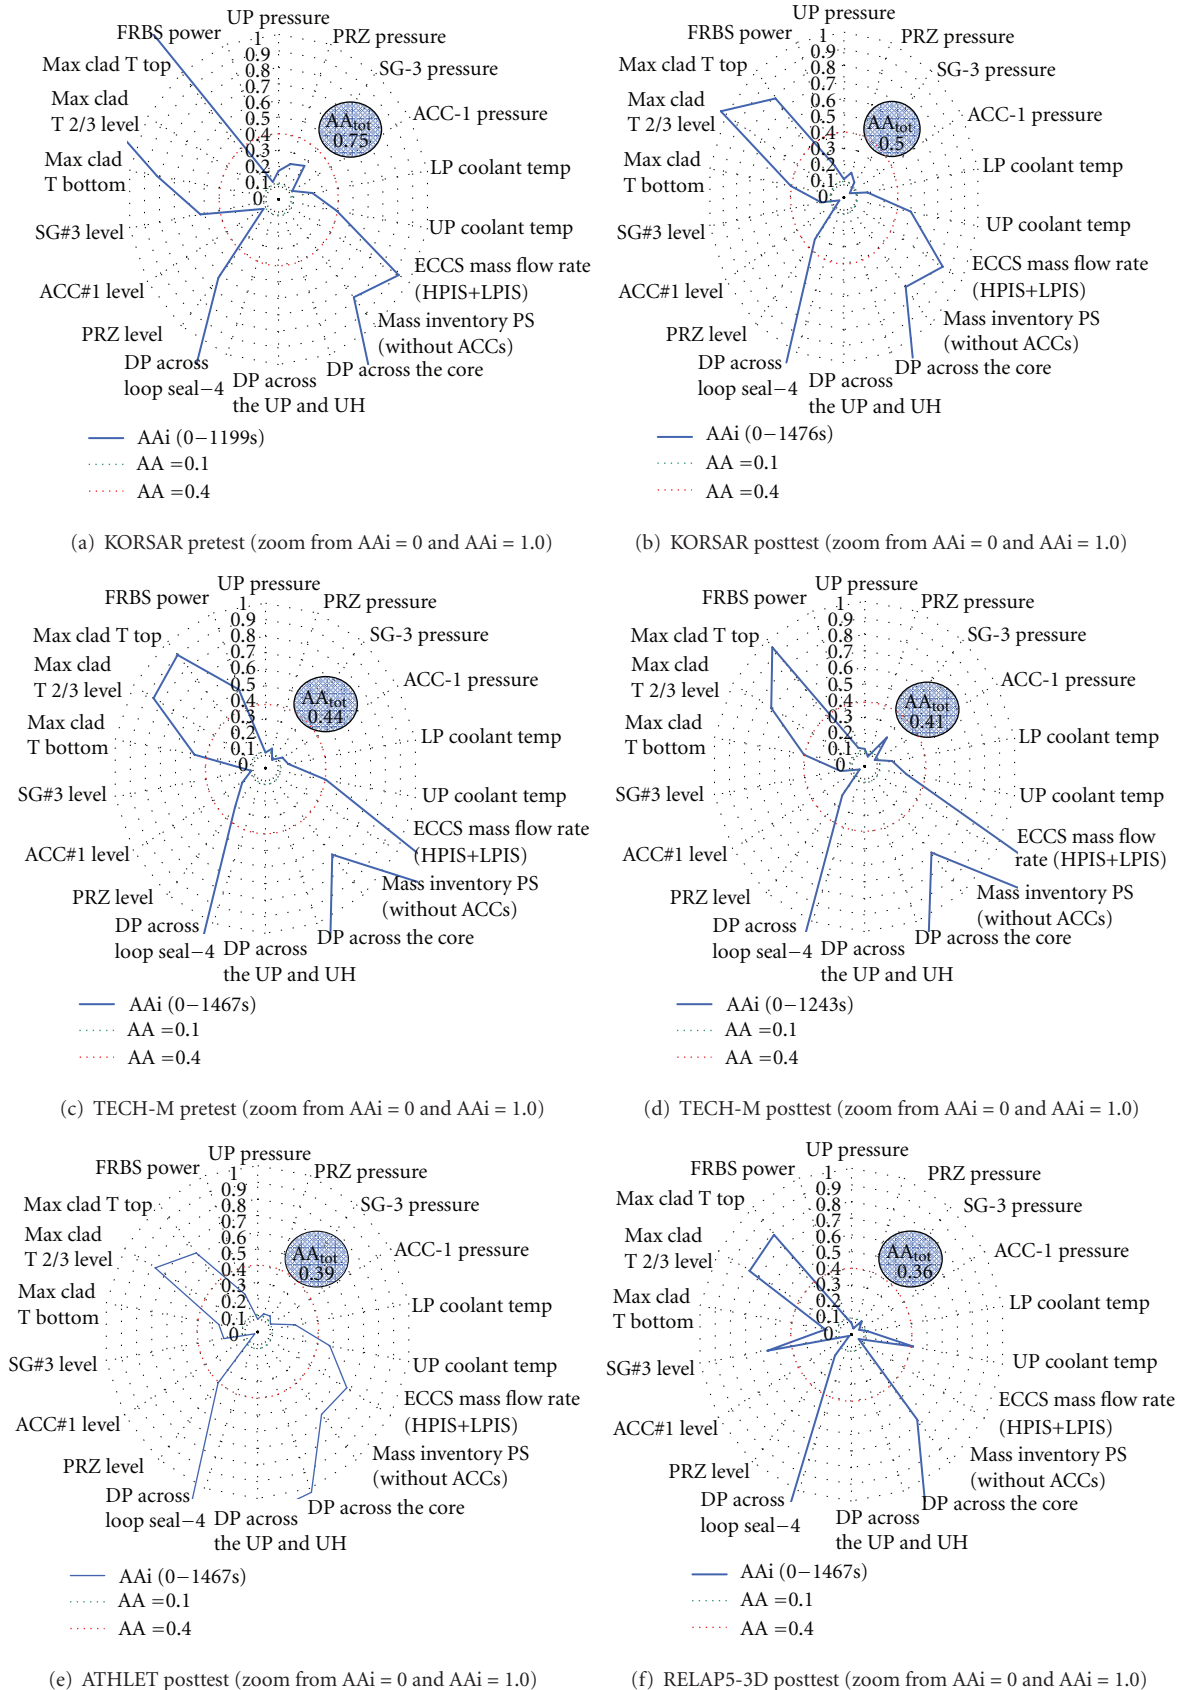 UP pressure
FRBS power
PRZ pressure
Max clad T top
SG-3 pressure
Max clad
T 2/3 level
ACC-1 pressure
Max clad
T bottom
LP coolant temp
SG#3 level
UP coolant temp
ACC#1 level
ECCS mass flow rate
(HPIS+LPIS)
PRZ level
Mass inventory PS
(without ACCs)
DP across
loop seal−4
DP across
the UP and UH
DP across the core
1
0.9
0.8
0.7
0.6
0.5
0.4
0.3
0.2
0.1
0
AAtot
0.75
AAi (0−1199s)
AA =0.1
AA =0.4
(a) KORSAR pretest (zoom from AAi = 0 and AAi = 1.0)
UP pressure
FRBS power
PRZ pressure
Max clad T top
SG-3 pressure
Max clad
T 2/3 level
ACC-1 pressure
Max clad
T bottom
LP coolant temp
SG#3 level
UP coolant temp
ACC#1 level
ECCS mass flow rate
(HPIS+LPIS)
PRZ level
Mass inventory PS
(without ACCs)
DP across
loop seal−4
DP across
the UP and UH
DP across the core
1
0.9
0.8
0.7
0.6
0.5
0.4
0.3
0.2
0.1
0
AAtot
0.5
AAi (0−1476s)
AA =0.1
AA =0.4
(b) KORSAR posttest (zoom from AAi = 0 and AAi = 1.0)
UP pressure
FRBS power
PRZ pressure
Max clad T top
SG-3 pressure
Max clad
T 2/3 level
ACC-1 pressure
Max clad
T bottom
LP coolant temp
SG#3 level
UP coolant temp
ACC#1 level
ECCS mass flow rate
(HPIS+LPIS)
PRZ level
Mass inventory PS
(without ACCs)
DP across
loop seal−4
DP across
the UP and UH
DP across the core
1
0.9
0.8
0.7
0.6
0.5
0.4
0.3
0.2
0.1
0
AAtot
0.44
AAi (0−1467s)
AA =0.1
AA =0.4
(c) TECH-M pretest (zoom from AAi = 0 and AAi = 1.0)
UP pressure
FRBS power
PRZ pressure
Max clad T top
SG-3 pressure
Max clad
T 2/3 level
ACC-1 pressure
Max clad
T bottom
LP coolant temp
SG#3 level
UP coolant temp
ACC#1 level
ECCS mass flow
rate (HPIS+LPIS)
PRZ level
Mass inventory PS
(without ACCs)
DP across
loop seal−4
DP across
the UP and UH
DP across the core
1
0.9
0.8
0.7
0.6
0.5
0.4
0.3
0.2
0.1
0
AAtot
0.41
AAi (0−1243s)
AA =0.1
AA =0.4
(d) TECH-M posttest (zoom from AAi = 0 and AAi = 1.0)
UP pressure
FRBS power
PRZ pressure
Max clad T top
SG-3 pressure
Max clad
T 2/3 level
ACC-1 pressure
Max clad
T bottom
LP coolant temp
SG#3 level
UP coolant temp
ACC#1 level
ECCS mass flow rate
(HPIS+LPIS)
PRZ level
Mass inventory PS
(without ACCs)
DP across
loop seal−4
DP across
the UP and UH
DP across the core
1
0.9
0.8
0.7
0.6
0.5
0.4
0.3
0.2
0.1
0
AAtot
0.39
AAi (0−1467s)
AA =0.1
AA =0.4
(e) ATHLET posttest (zoom from AAi = 0 and AAi = 1.0)
UP pressure
FRBS power
PRZ pressure
Max clad T top
SG-3 pressure
Max clad
T 2/3 level
ACC-1 pressure
Max clad
T bottom
LP coolant temp
SG#3 level
UP coolant temp
ACC#1 level
ECCS mass flow rate
(HPIS+LPIS)
PRZ level
Mass inventory PS
(without ACCs)
DP across
loop seal−4
DP across
the UP and UH
DP across the core
1
0.9
0.8
0.7
0.6
0.5
0.4
0.3
0.2
0.1
0
AAtot
0.36
AAi (0−1467s)
AA =0.1
AA =0.4
(f) RELAP5-3D posttest (zoom from AAi = 0 and AAi = 1.0)